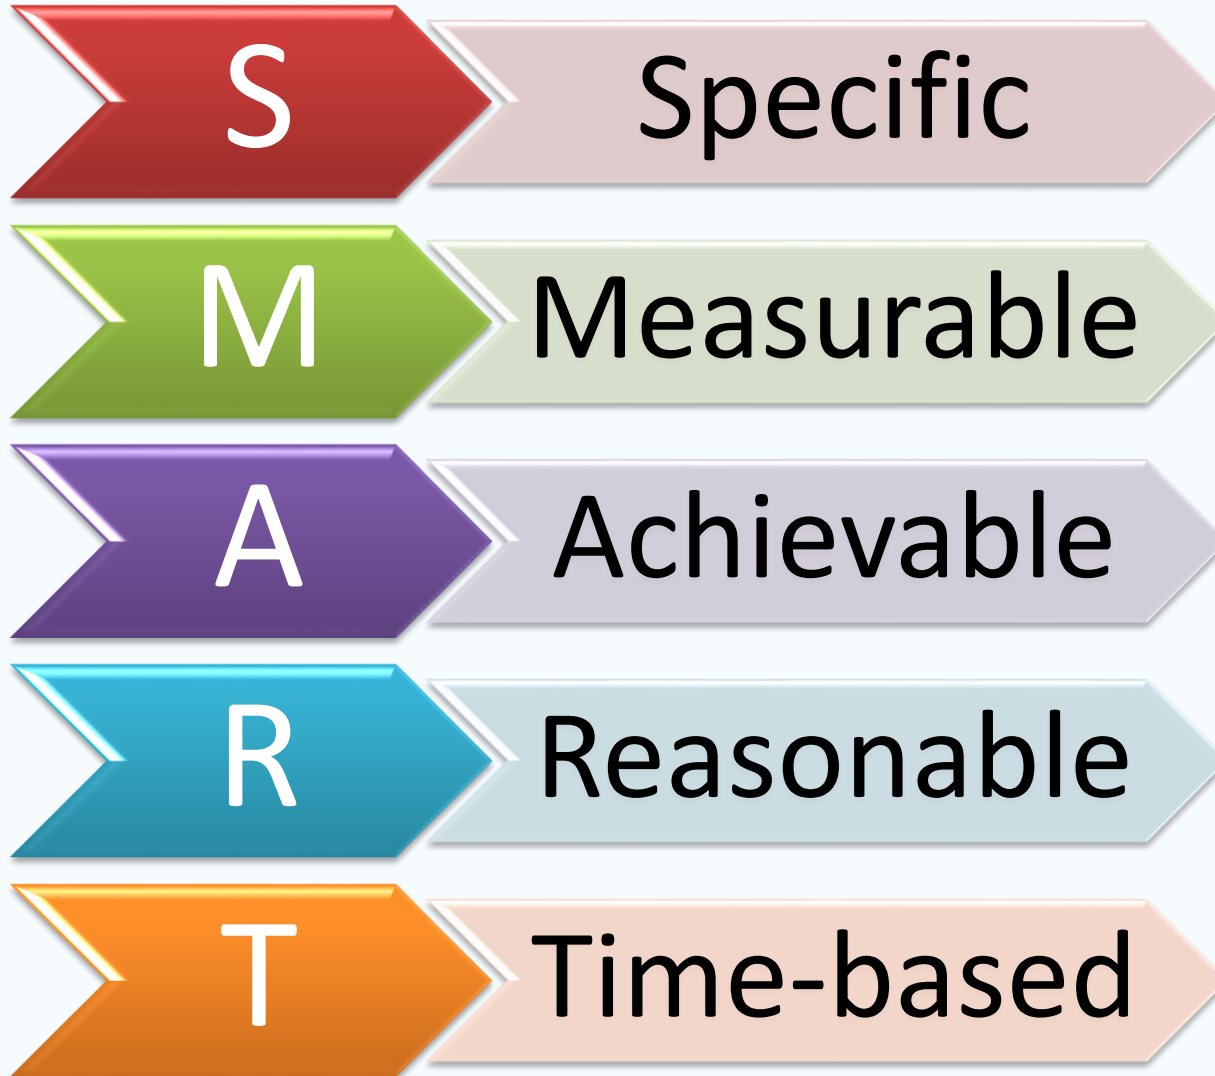 S Specific
M Measurable
A Achievable
R Reasonable
T Time-based